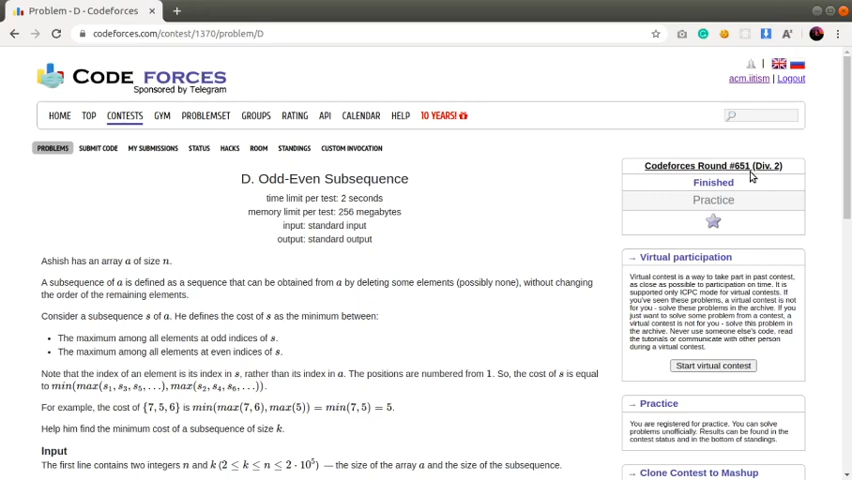 Problem - D - Codeforces
codeforces.com/contest/1370/problem/D
CODE FORCES
Sponsored by Telegram
acm.iitism | Logout
HOME TOP CONTESTS GYM PROBLEMSET GROUPS RATING API CALENDAR HELP 10 YEARS!
PROBLEMS SUBMIT CODE MY SUBMISSIONS STATUS HACKS ROOM STANDINGS CUSTOM INVOCATION
D. Odd-Even Subsequence
time limit per test: 2 seconds
memory limit per test: 256 megabytes
input: standard input
output: standard output
Ashish has an array a of size n.
A subsequence of a is defined as a sequence that can be obtained from a by deleting some elements (possibly none), without changing
the order of the remaining elements.
Consider a subsequence s of a. He defines the cost of s as the minimum between:
• The maximum among all elements at odd indices of s.
• The maximum among all elements at even indices of s.
Note that the index of an element is its index in s, rather than its index in a. The positions are numbered from 1. So, the cost of s is equal
to min(max(s₁, s₃, s₅, …), max(s₂, s₄, s₆, …)).
For example, the cost of {7, 5, 6} is min(max(7, 6), max(5)) = min(7, 5) = 5.
Help him find the minimum cost of a subsequence of size k.
Input
The first line contains two integers n and k (2 ≤ k ≤ n ≤ 2 · 10⁵) — the size of the array a and the size of the subsequence.
Codeforces Round #651 (Div. 2)
Finished
Practice
→ Virtual participation
Virtual contest is a way to take part in past contest,
as close as possible to participation on time. It is
supported only ICPC mode for virtual contests. If
you've seen these problems, a virtual contest is not
for you - solve these problems in the archive. If you
just want to solve some problem from a contest, a
virtual contest is not for you - solve this problem in
the archive. Never use someone else's code, read
the tutorials or communicate with other person
during a virtual contest.
Start virtual contest
→ Practice
You are registered for practice. You can solve
problems unofficially. Results can be found in the
contest status and in the bottom of standings.
→ Clone Contest to Mashup